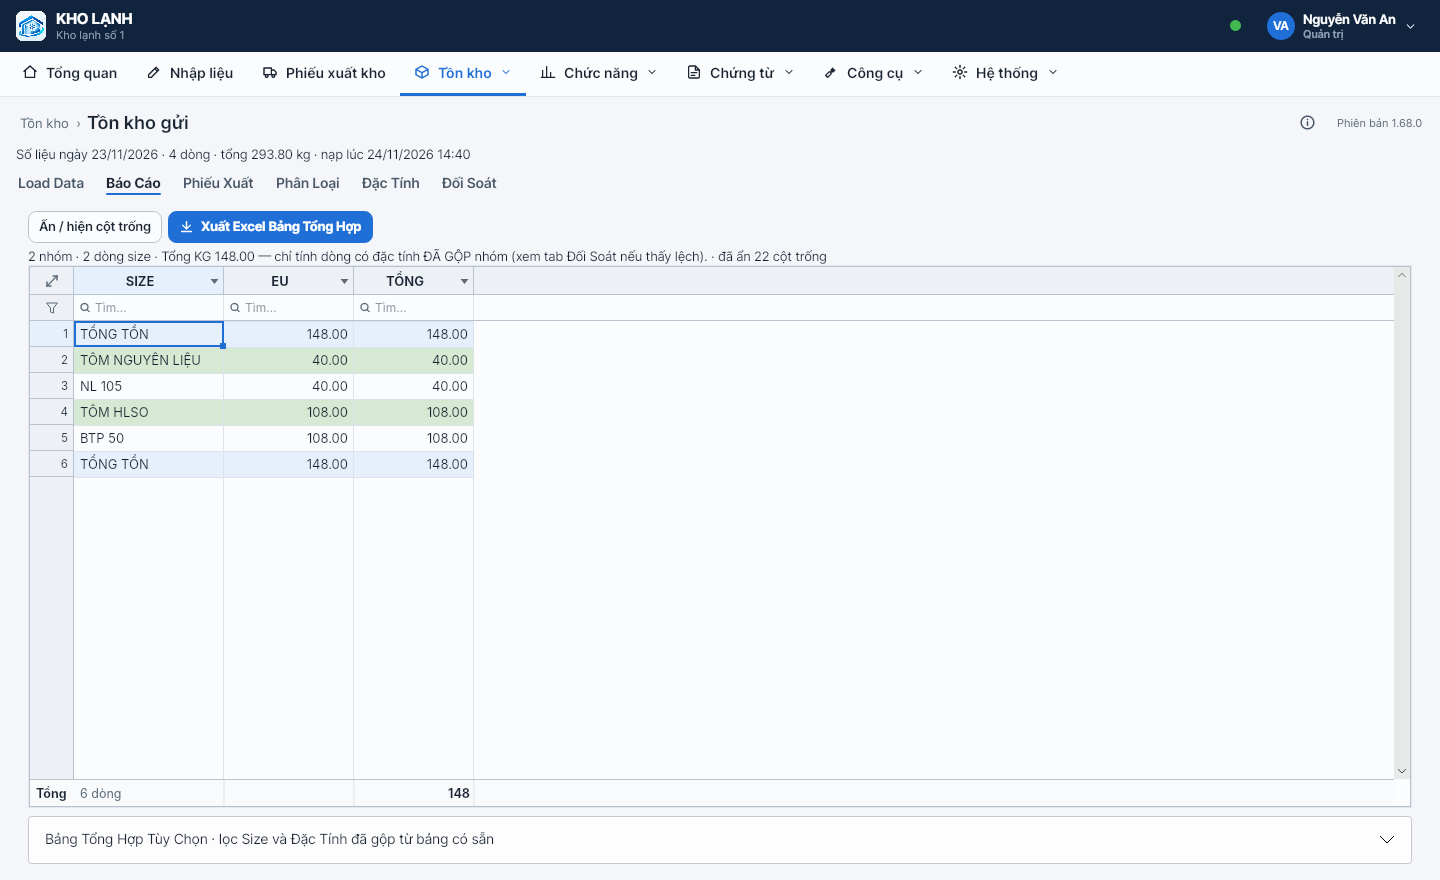 KHO LẠNH
Kho lạnh số 1
VA
Nguyễn Văn An
Quản trị
Tổng quan
Nhập liệu
Phiếu xuất kho
Tồn kho
Chức năng
Chứng từ
Công cụ
Hệ thống
Tồn kho › Tồn kho gửi
Phiên bản 1.68.0
Số liệu ngày 23/11/2026 · 4 dòng · tổng 293.80 kg · nạp lúc 24/11/2026 14:40
Load Data Báo Cáo Phiếu Xuất Phân Loại Đặc Tính Đối Soát
Ẩn / hiện cột trống
Xuất Excel Bảng Tổng Hợp
2 nhóm · 2 dòng size · Tổng KG 148.00 — chỉ tính dòng có đặc tính ĐÃ GỘP nhóm (xem tab Đối Soát nếu thấy lệch). · đã ẩn 22 cột trống
SIZE EU TỔNG
Tìm... Tìm... Tìm...
1 TỔNG TỒN 148.00 148.00
2 TÔM NGUYÊN LIỆU 40.00 40.00
3 NL 105 40.00 40.00
4 TÔM HLSO 108.00 108.00
5 BTP 50 108.00 108.00
6 TỔNG TỒN 148.00 148.00
Tổng 6 dòng 148
Bảng Tổng Hợp Tùy Chọn · lọc Size và Đặc Tính đã gộp từ bảng có sẵn